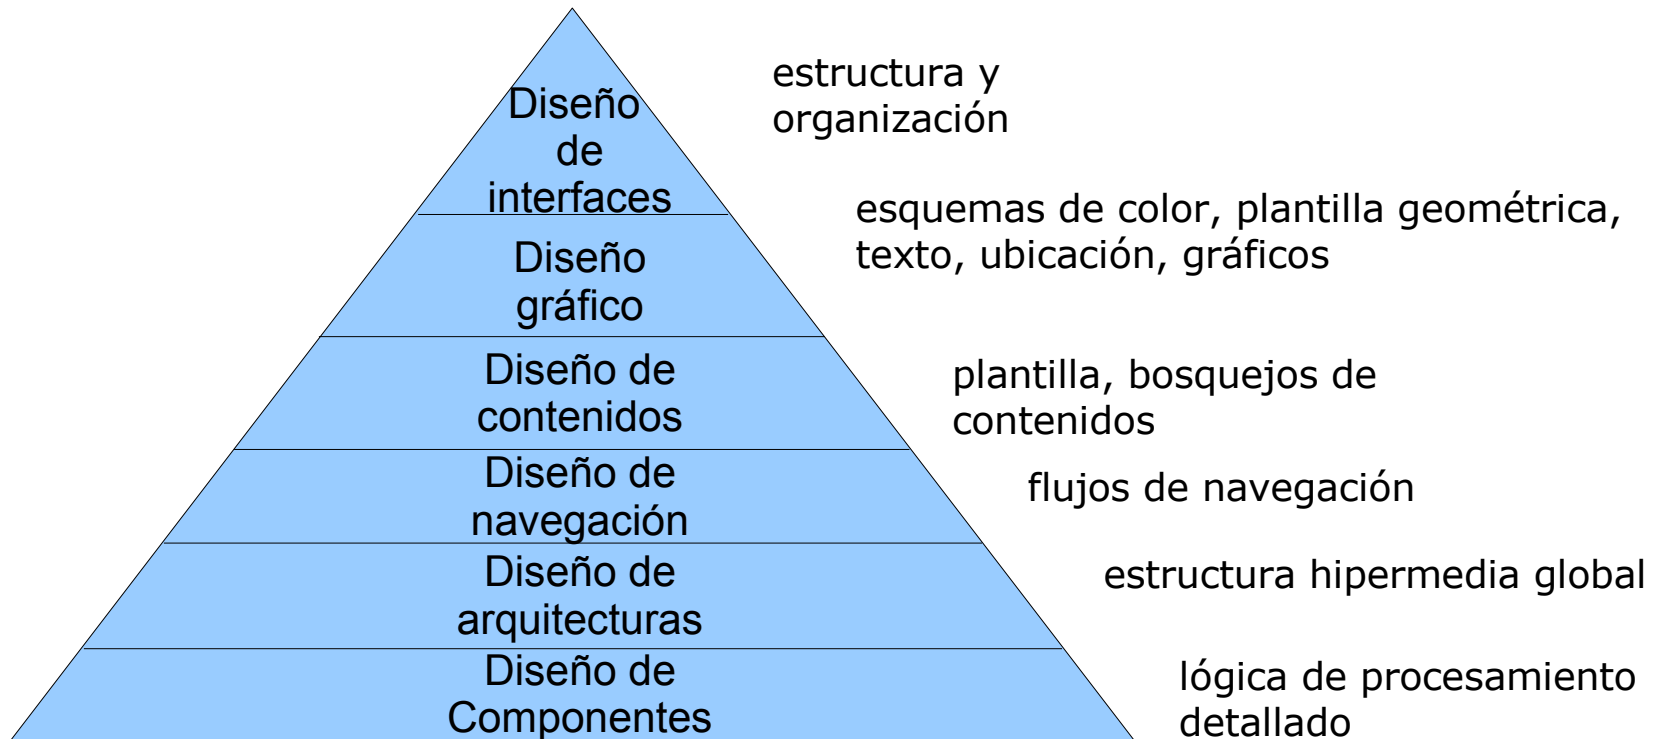 Diseño
de
interfaces
estructura y
organización
Diseño
gráfico
esquemas de color, plantilla geométrica,
texto, ubicación, gráficos
Diseño de
contenidos
plantilla, bosquejos de
contenidos
Diseño de
navegación
flujos de navegación
Diseño de
arquitecturas
estructura hipermedia global
Diseño de
Componentes
lógica de procesamiento
detallado